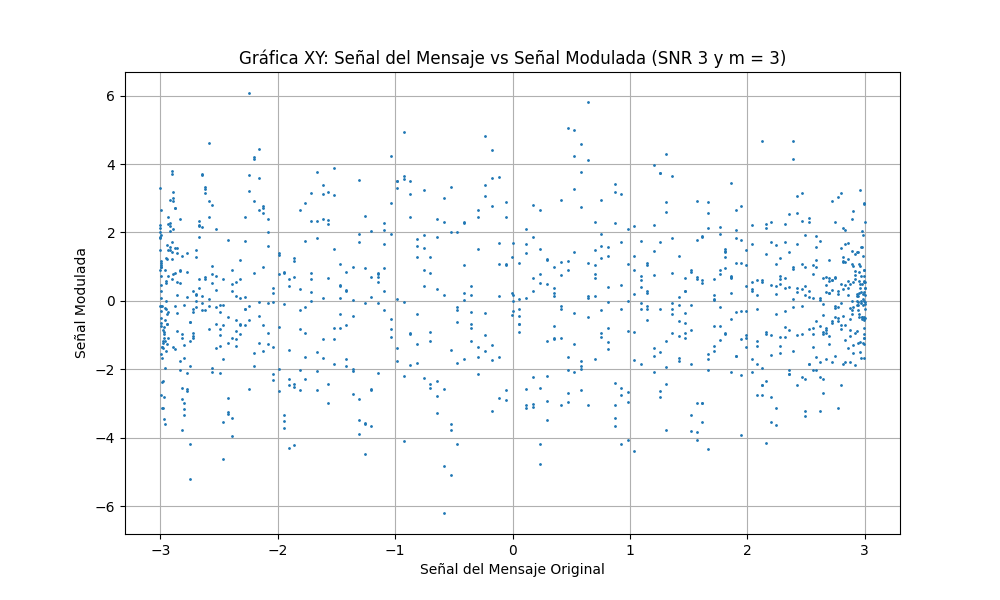 Gráfica XY: Señal del Mensaje vs Señal Modulada (SNR 3 y m = 3)
6
4
2
0
−2
−4
−6
Señal Modulada
−3 −2 −1 0 1 2 3
Señal del Mensaje Original